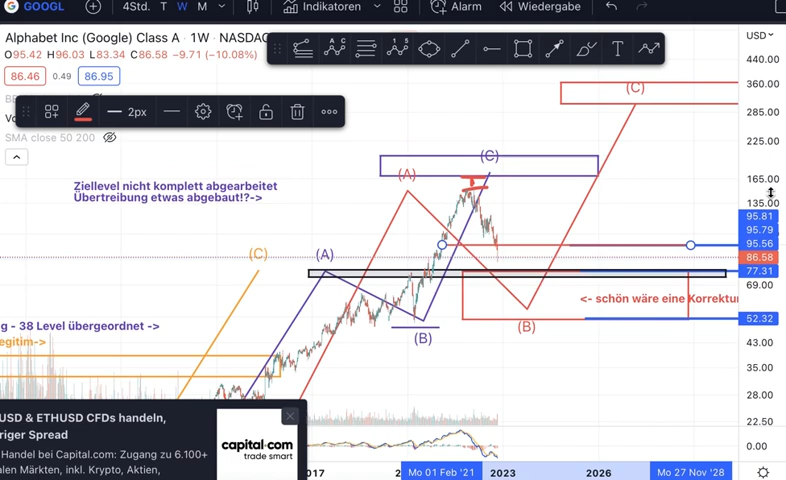 GOOGL
4Std. T W M
Indikatoren
Alarm
Wiedergabe
Alphabet Inc (Google) Class A · 1W · NASDAQ
O95.42 H96.03 L83.34 C86.58 −9.71 (−10.08%)
86.46 0.49 86.95
2px
SMA close 50 200
USD
440.00
360.00
285.00
225.00
165.00
135.00
95.81
95.79
95.56
86.58
77.31
69.00
52.32
43.00
35.00
28.00
22.50
0.00
Ziellevel nicht komplett abgearbeitet
Übertreibung etwas abgebaut!?->
(C)
(C)
(A)
(A)
(C)
(B)
(B)
<- schön wäre eine Korrektur
g - 38 Level übergeordnet ->
egitim->
USD & ETHUSD CFDs handeln,
riger Spread
Handel bei Capital.com: Zugang zu 6.100+
alen Märkten, inkl. Krypto, Aktien,
capital.com
trade smart
017
2
Mo 01 Feb '21
2023
2026
Mo 27 Nov '28